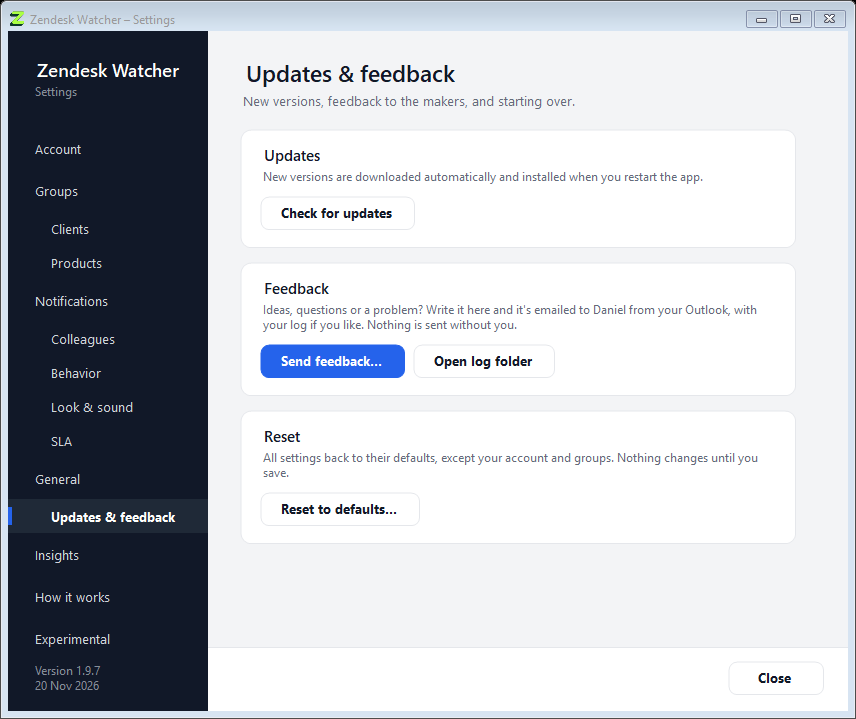 Zendesk Watcher – Settings
Zendesk Watcher
Settings
Account
Groups
Clients
Products
Notifications
Colleagues
Behavior
Look & sound
SLA
General
Updates & feedback
Insights
How it works
Experimental
Version 1.9.7
20 Nov 2026
Updates & feedback
New versions, feedback to the makers, and starting over.
Updates
New versions are downloaded automatically and installed when you restart the app.
Check for updates
Feedback
Ideas, questions or a problem? Write it here and it's emailed to Daniel from your Outlook, with
your log if you like. Nothing is sent without you.
Send feedback...
Open log folder
Reset
All settings back to their defaults, except your account and groups. Nothing changes until you
save.
Reset to defaults...
Close